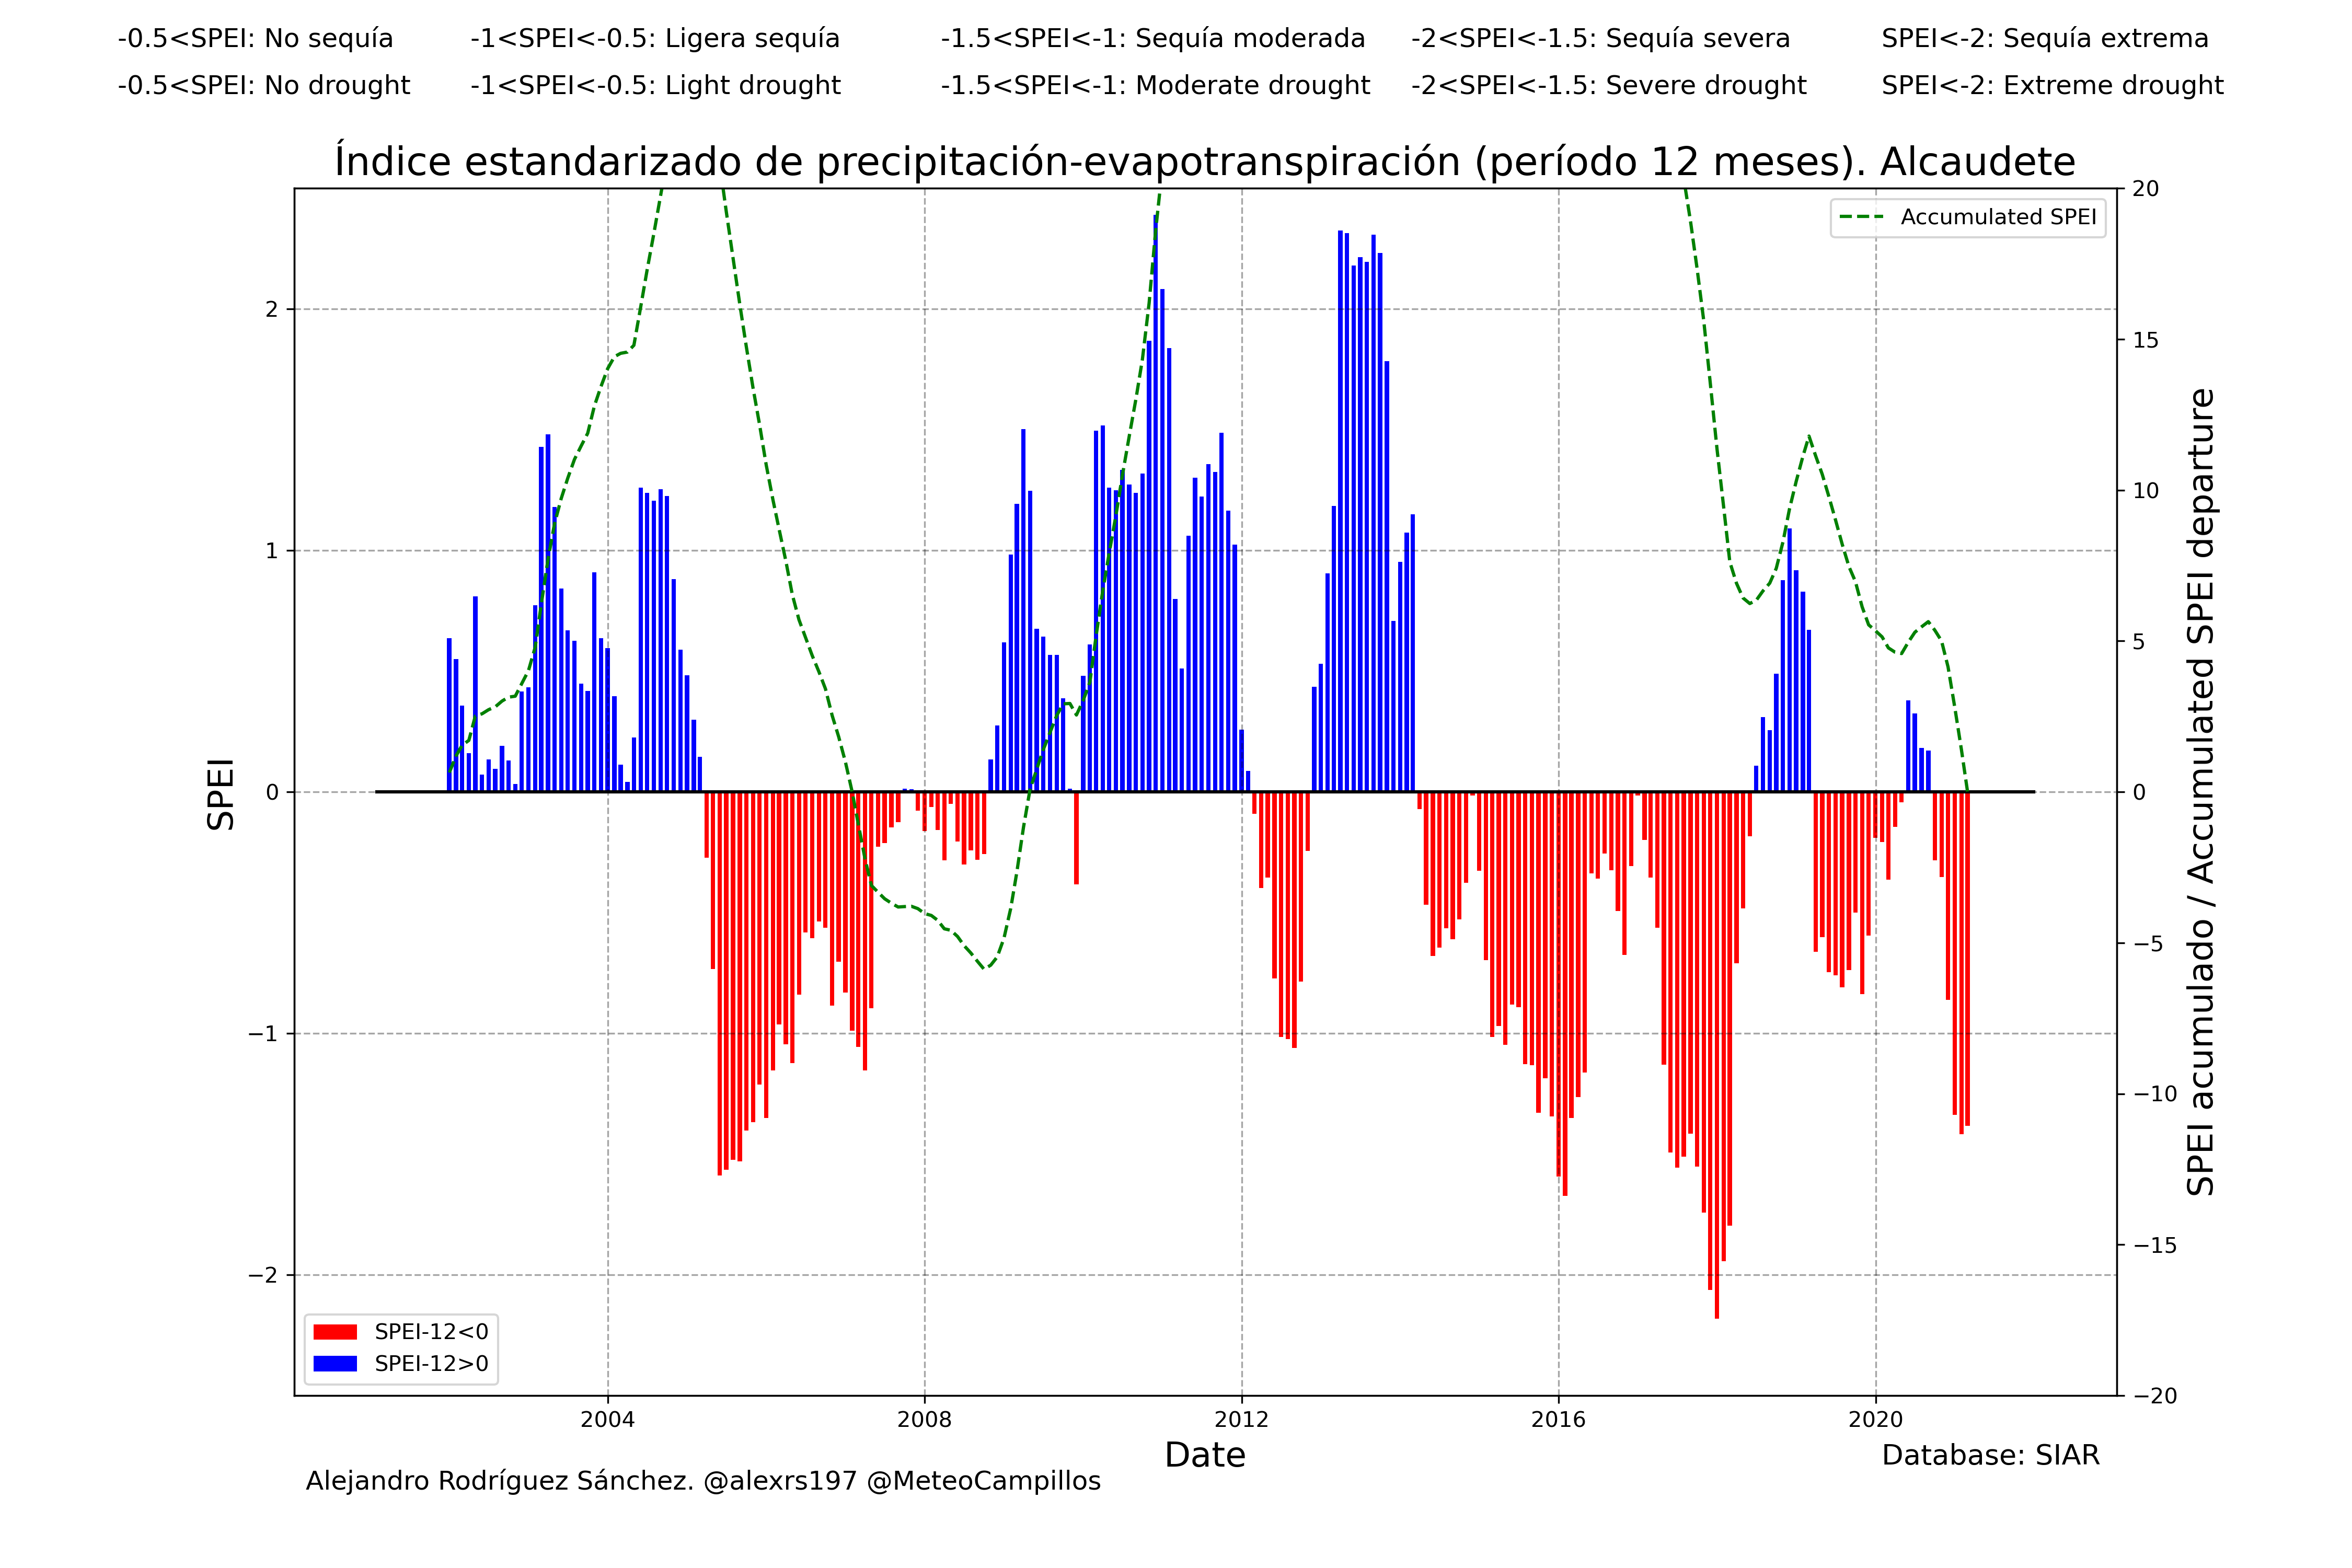 -0.5<SPEI: No sequía
-1<SPEI<-0.5: Ligera sequía
-1.5<SPEI<-1: Sequía moderada
-2<SPEI<-1.5: Sequía severa
SPEI<-2: Sequía extrema
-0.5<SPEI: No drought
-1<SPEI<-0.5: Light drought
-1.5<SPEI<-1: Moderate drought
-2<SPEI<-1.5: Severe drought
SPEI<-2: Extreme drought
Índice estandarizado de precipitación-evapotranspiración (período 12 meses). Alcaudete
SPEI
2
1
0
−1
−2
Accumulated SPEI
20
15
10
5
0
−5
−10
−15
−20
SPEI acumulado / Accumulated SPEI departure
SPEI-12<0
SPEI-12>0
2004
2008
2012
2016
2020
Date
Database: SIAR
Alejandro Rodríguez Sánchez. @alexrs197 @MeteoCampillos